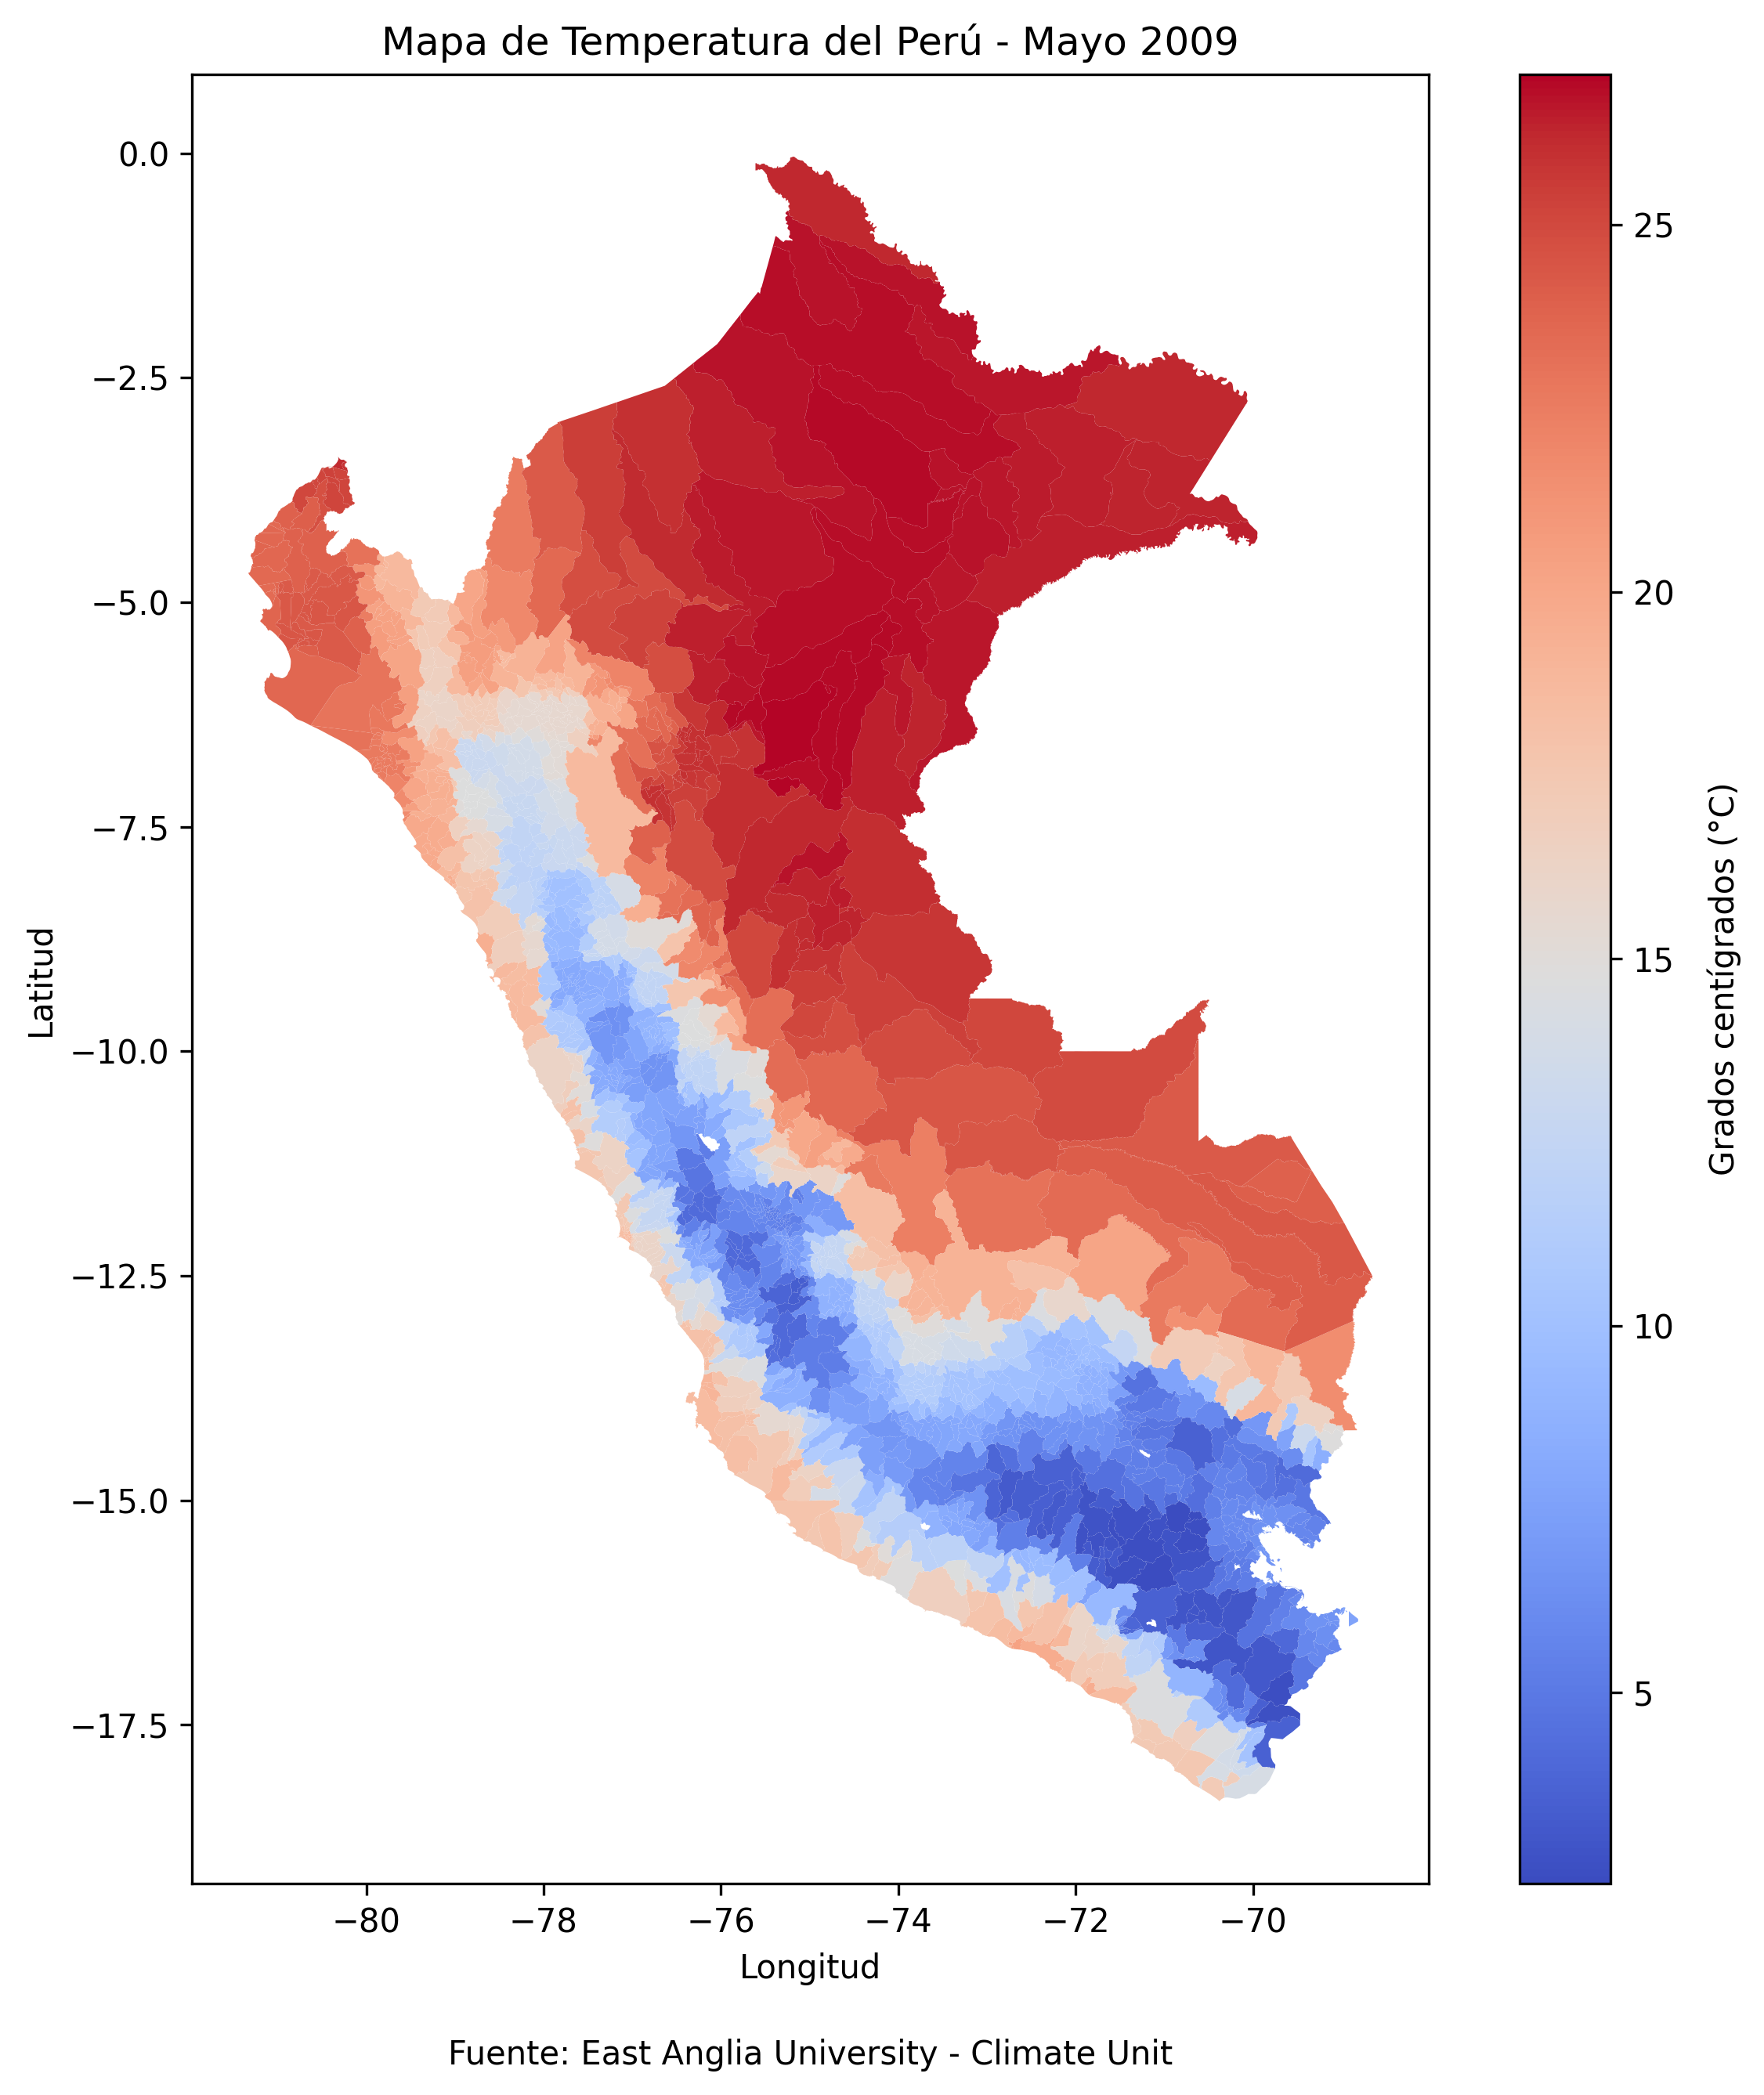 Mapa de Temperatura del Perú - Mayo 2009
0.0
−2.5
−5.0
−7.5
−10.0
−12.5
−15.0
−17.5
Latitud
−80 −78 −76 −74 −72 −70
Longitud
25
20
15
10
5
Grados centígrados (°C)
Fuente: East Anglia University - Climate Unit